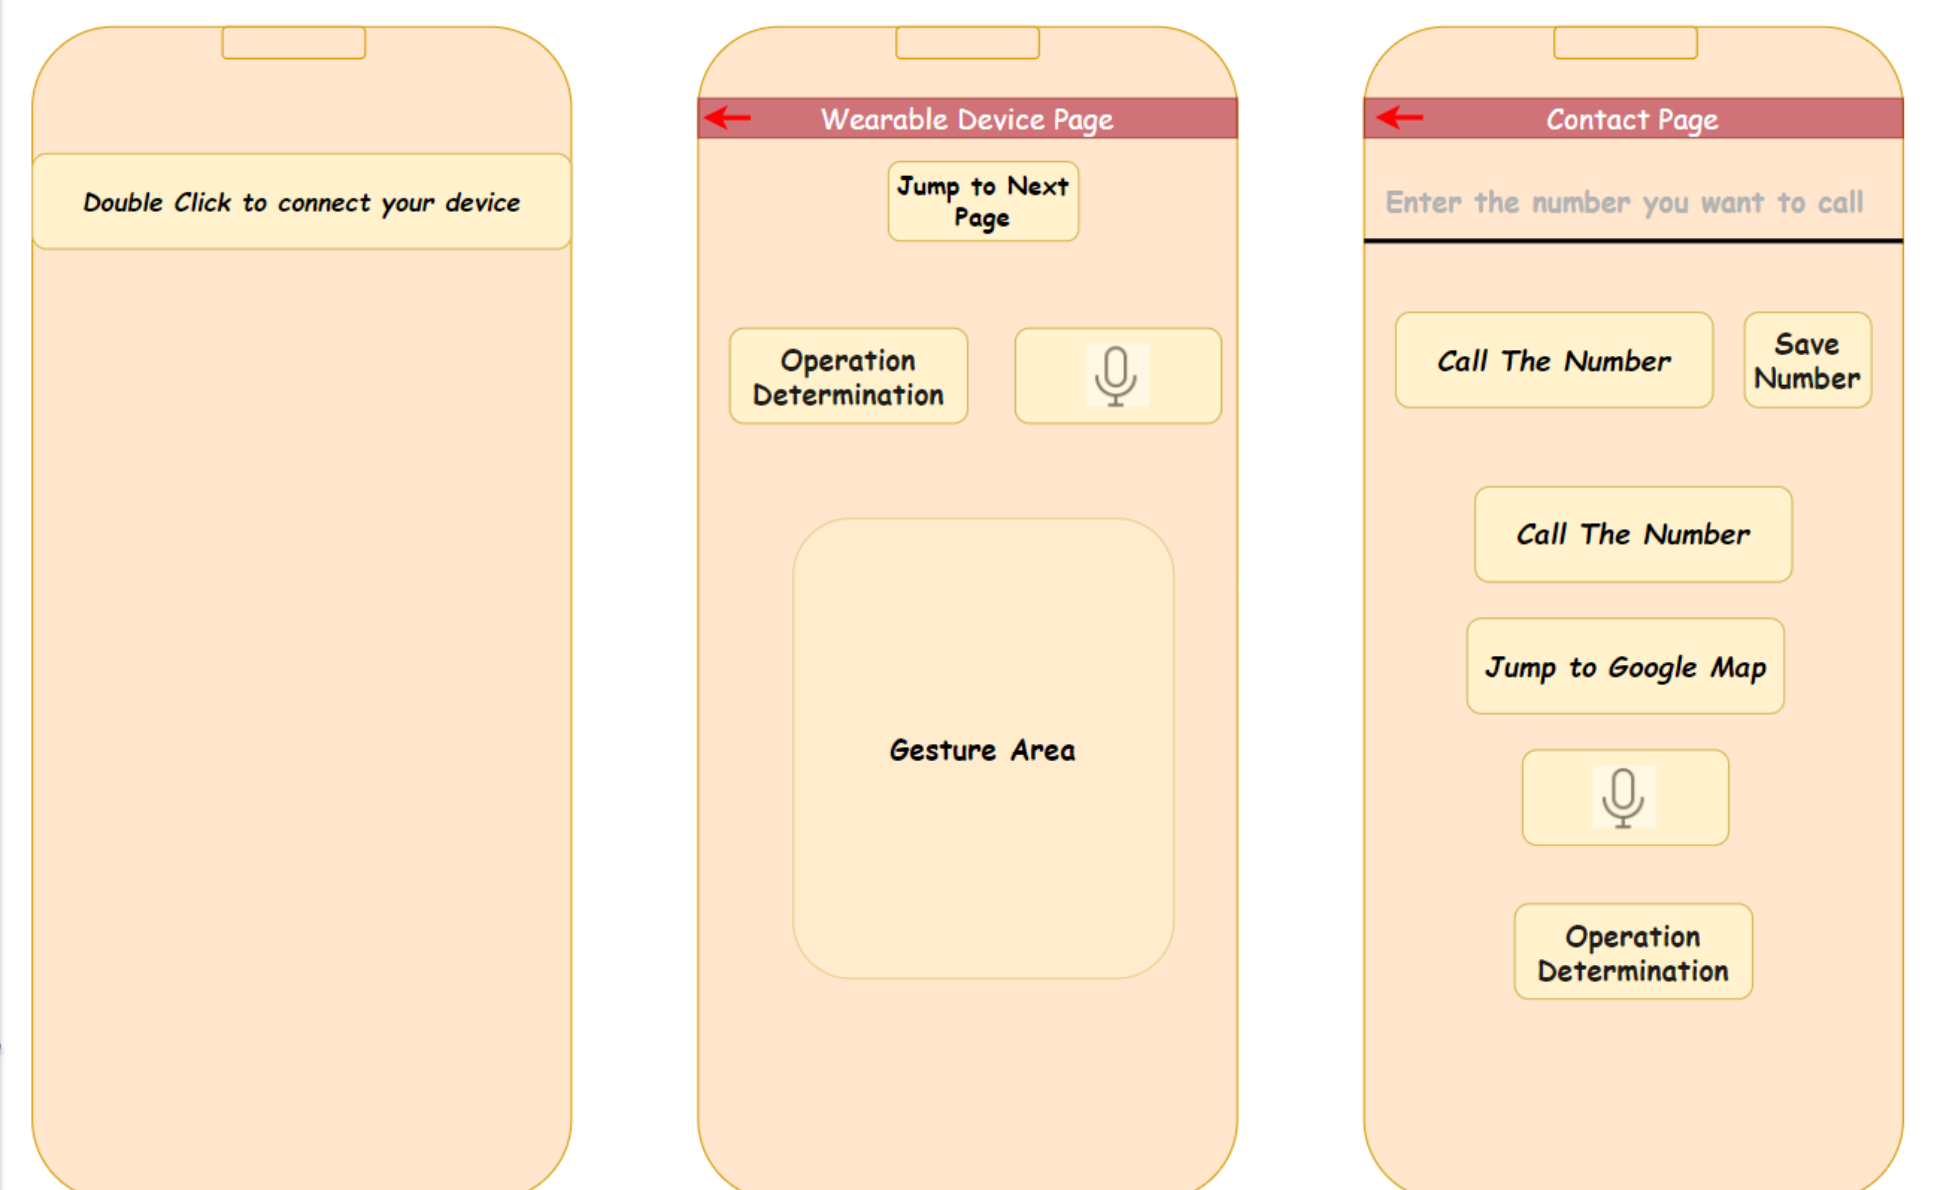 Double Click to connect your device
Wearable Device Page
Jump to Next
Page
Operation
Determination
Gesture Area
Contact Page
Enter the number you want to call
Call The Number
Save
Number
Call The Number
Jump to Google Map
Operation
Determination